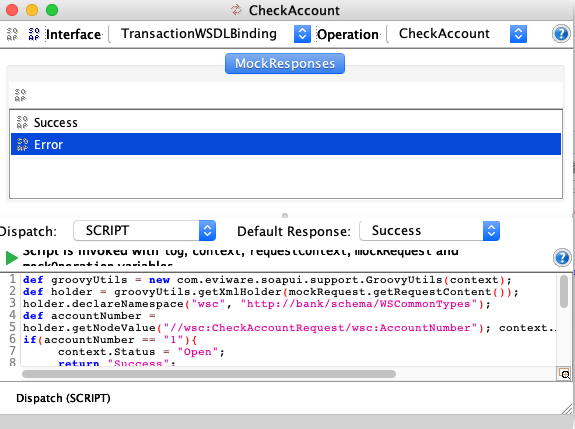 CheckAccount
Interface TransactionWSDLBinding Operation CheckAccount
MockResponses
Success
Error
Dispatch: SCRIPT Default Response: Success
Script is invoked with log, context, requestContext, mockRequest and
mockOperation variables
1 def groovyUtils = new com.eviware.soapui.support.GroovyUtils(context);
2 def holder = groovyUtils.getXmlHolder(mockRequest.getRequestContent());
3 holder.declareNamespace("wsc", "http://bank/schema/WSCommonTypes");
4 def accountNumber =
5 holder.getNodeValue("//wsc:CheckAccountRequest/wsc:AccountNumber"); context.
6 if(accountNumber == "1"){
7 context.Status = "Open";
8 return "Success";
Dispatch (SCRIPT)